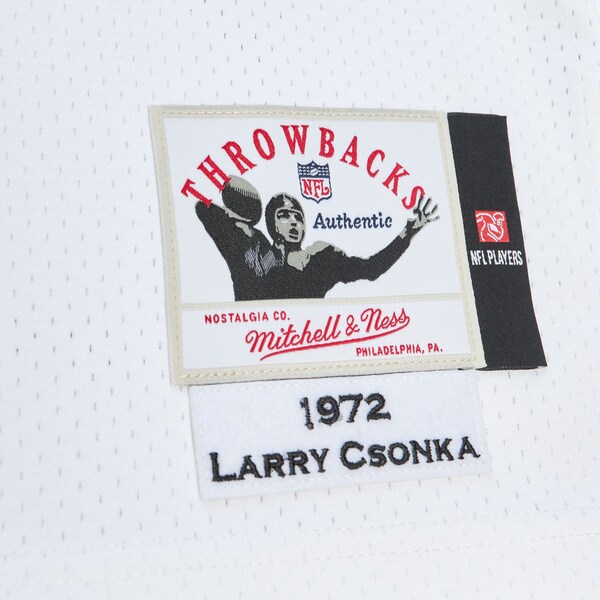 THROWBACKS
NFL
Authentic
NFL PLAYERS
NOSTALGIA CO.
Mitchell & Ness
PHILADELPHIA, PA.
1972
LARRY CSONKA